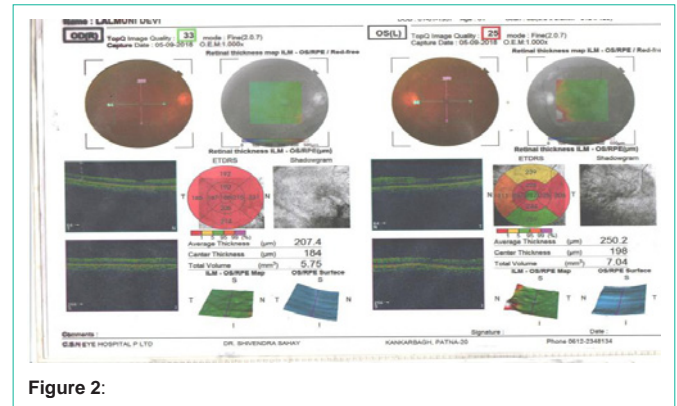 Name : LALMUNI DEVI
OD(R) TopQ Image Quality : 33 mode : Fine(2.0.7)
Capture Date : 05-09-2018 O.E.M:1.000x
Retinal thickness map ILM - OS/RPE / Red-free
OS(L) TopQ Image Quality : 25 mode : Fine(2.0.7)
Capture Date : 05-09-2018 O.E.M:1.000x
Retinal thickness map ILM - OS/RPE / Red-fre
Retinal thickness ILM - OS/RPE(μm)
ETDRS Shadowgram
T N
Average Thickness (μm) 207.4
Center Thickness (μm) 184
Total Volume (mm³) 5.75
ILM - OS/RPE Map OS/RPE Surface
S S
T N T N
I I
Retinal thickness ILM - OS/RPE(μm)
ETDRS Shadowgram
N T
Average Thickness (μm) 250.2
Center Thickness (μm) 198
Total Volume (mm³) 7.04
ILM - OS/RPE Map OS/RPE Surface
S S
N T N T
I I
Comments : Signature : Date :
G.B.N EYE HOSPITAL P LTD DR. SHIVENDRA SAHAY KANKARBAGH, PATNA-20 Phone 0612-2348134
Figure 2: